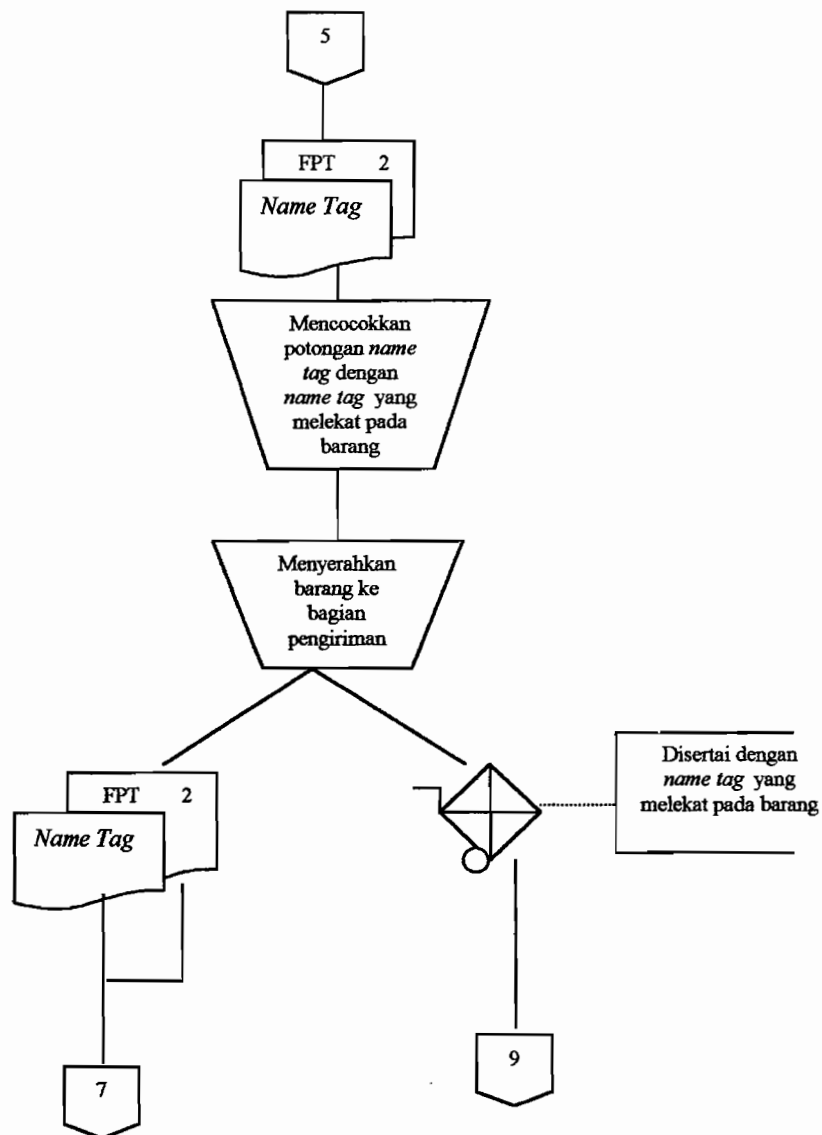 5
FPT 2
Name Tag
Mencocokkan
potongan name
tag dengan
name tag yang
melekat pada
barang
Menyerahkan
barang ke
bagian
pengiriman
FPT 2
Name Tag
Disertai dengan
name tag yang
melekat pada barang
7
9